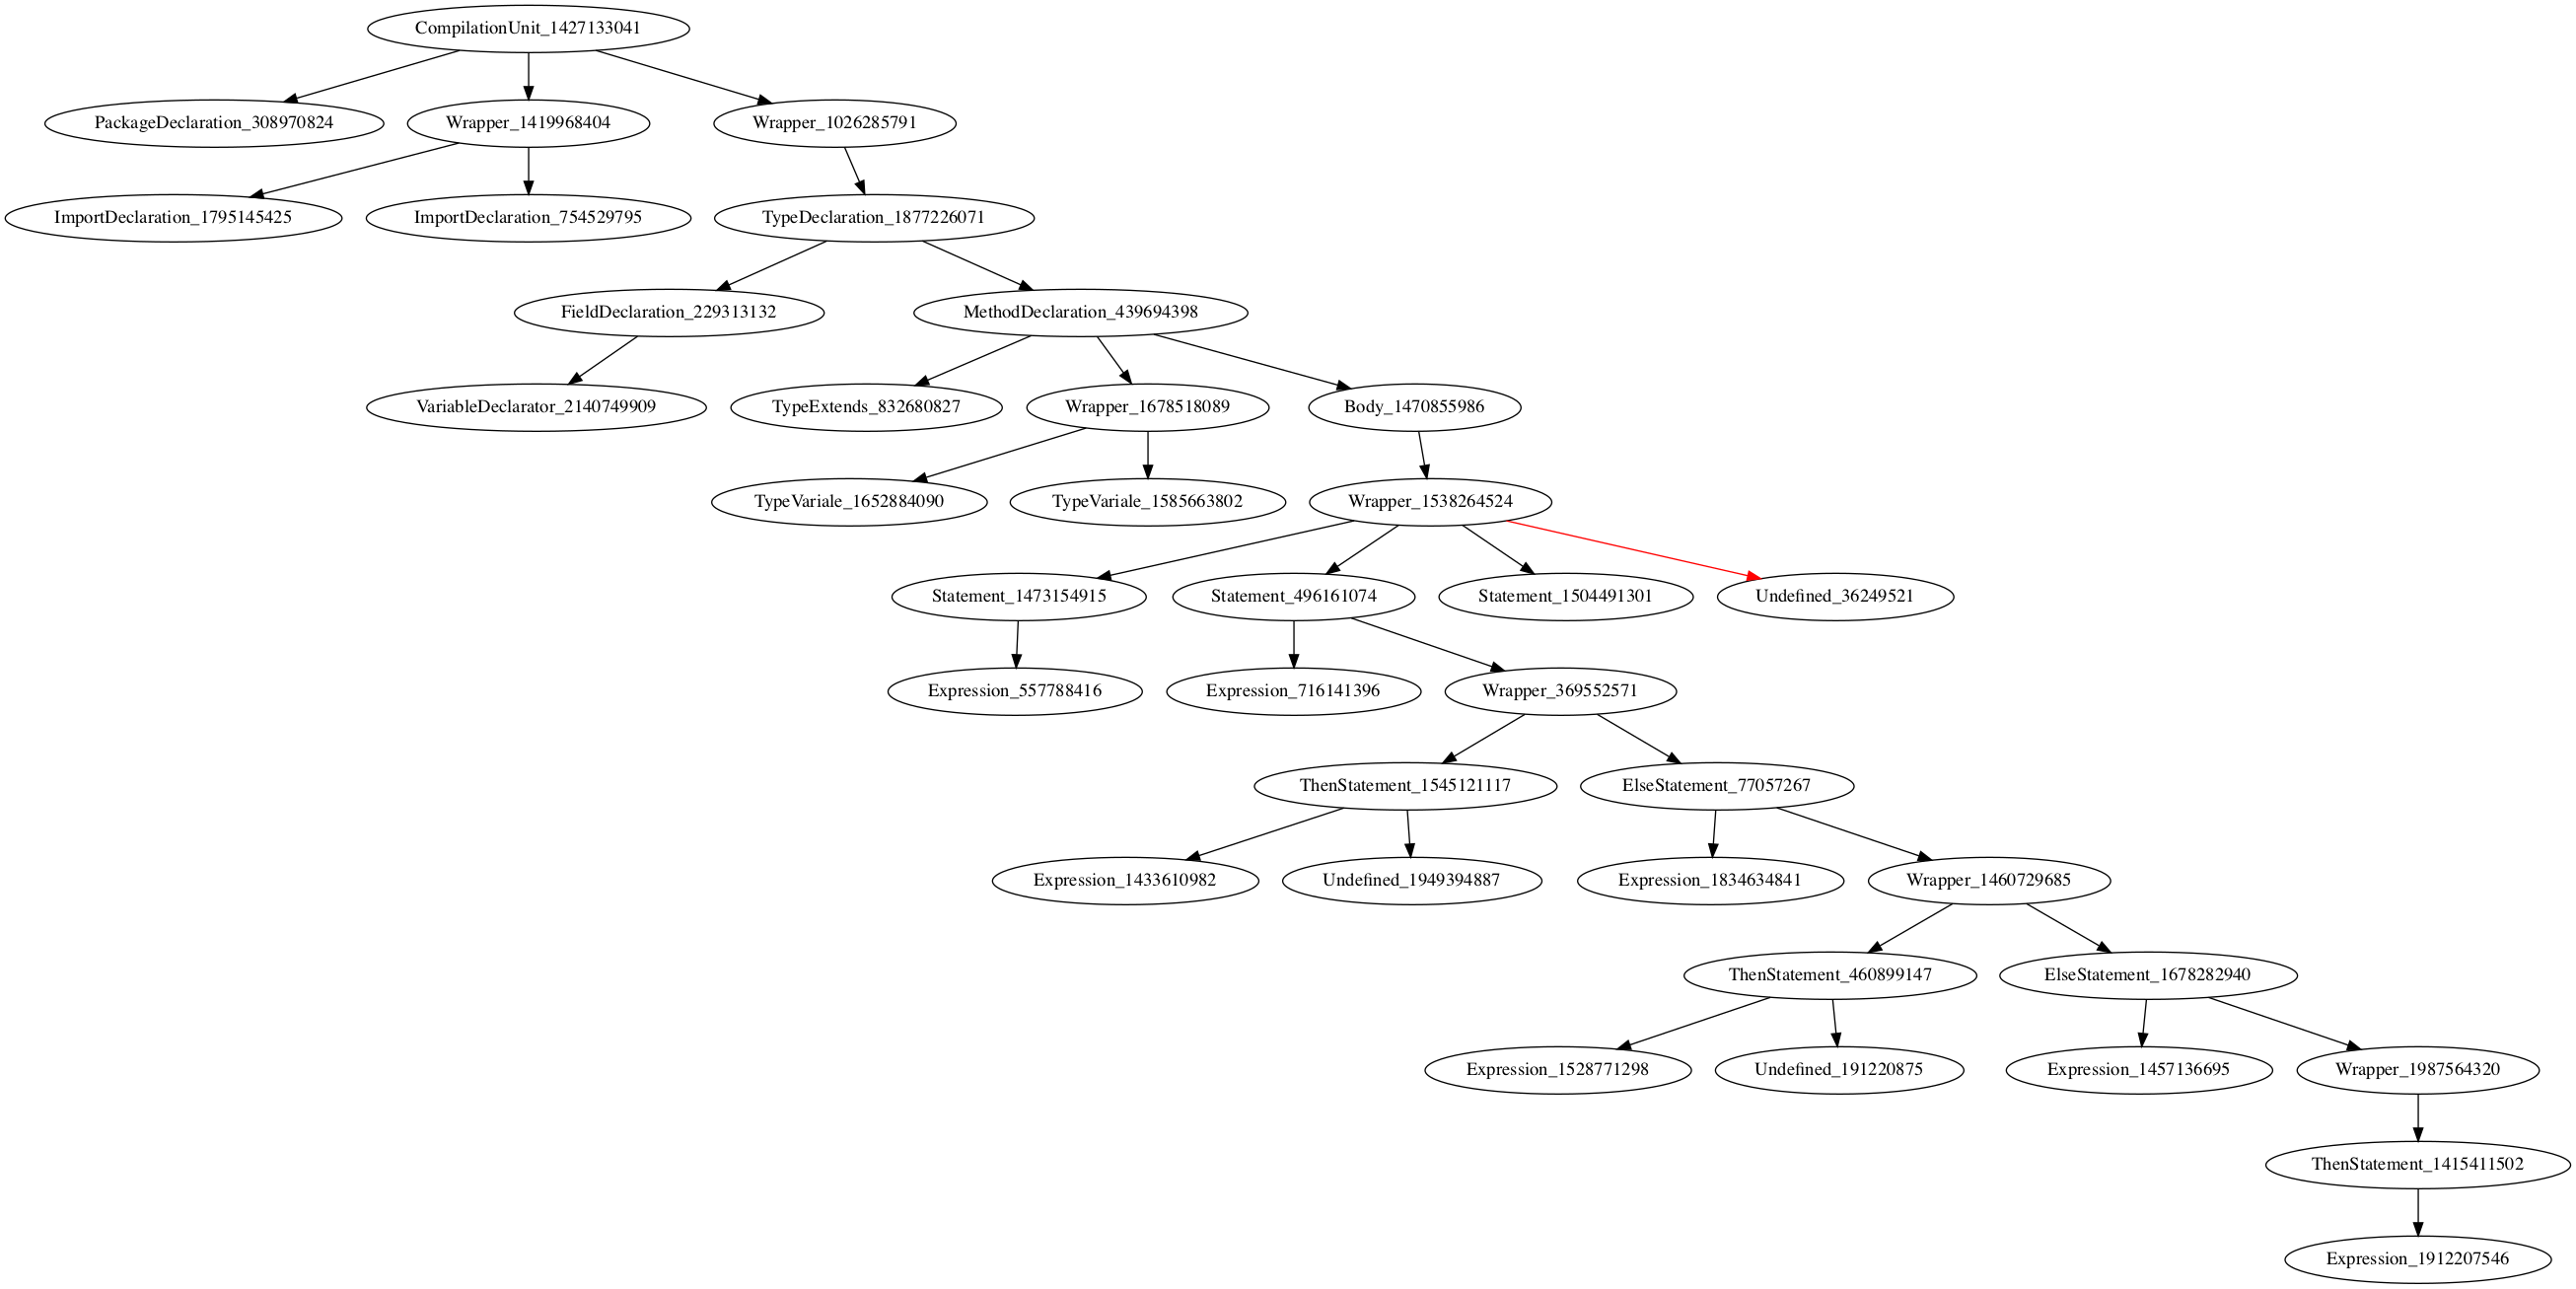 CompilationUnit_1427133041
PackageDeclaration_308970824
Wrapper_1419968404
Wrapper_1026285791
ImportDeclaration_1795145425
ImportDeclaration_754529795
TypeDeclaration_1877226071
FieldDeclaration_229313132
MethodDeclaration_439694398
VariableDeclarator_2140749909
TypeExtends_832680827
Wrapper_1678518089
Body_1470855986
TypeVariale_1652884090
TypeVariale_1585663802
Wrapper_1538264524
Statement_1473154915
Statement_496161074
Statement_1504491301
Undefined_36249521
Expression_557788416
Expression_716141396
Wrapper_369552571
ThenStatement_1545121117
ElseStatement_77057267
Expression_1433610982
Undefined_1949394887
Expression_1834634841
Wrapper_1460729685
ThenStatement_460899147
ElseStatement_1678282940
Expression_1528771298
Undefined_191220875
Expression_1457136695
Wrapper_1987564320
ThenStatement_1415411502
Expression_1912207546